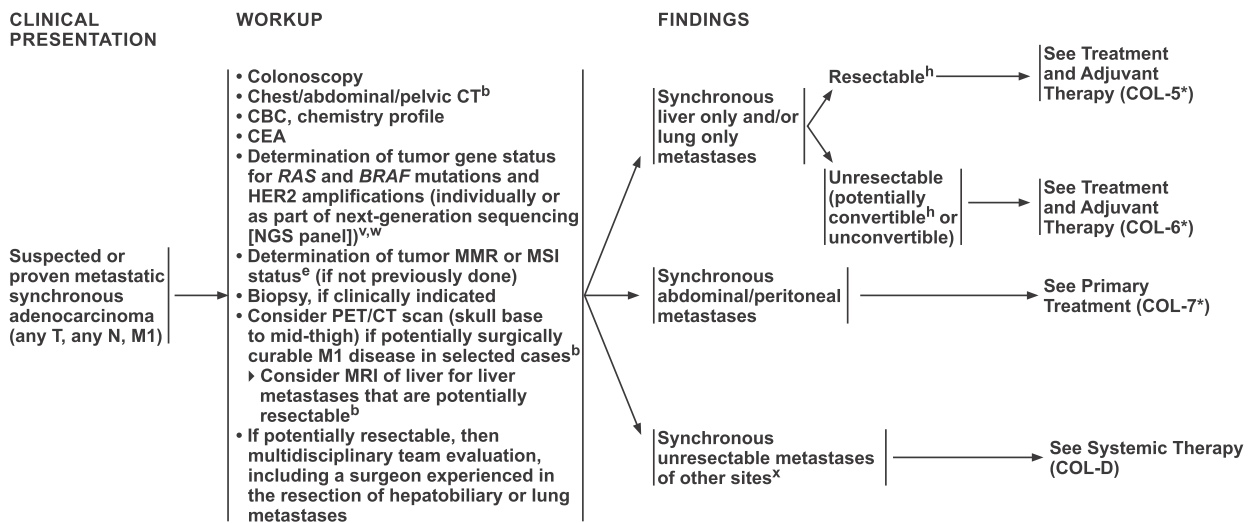 CLINICAL
PRESENTATION
WORKUP
FINDINGS
Suspected or
proven metastatic
synchronous
adenocarcinoma
(any T, any N, M1)
• Colonoscopy
• Chest/abdominal/pelvic CTb
• CBC, chemistry profile
• CEA
• Determination of tumor gene status
for RAS and BRAF mutations and
HER2 amplifications (individually or
as part of next-generation sequencing
[NGS panel])v,w
• Determination of tumor MMR or MSI
statuse (if not previously done)
• Biopsy, if clinically indicated
• Consider PET/CT scan (skull base
to mid-thigh) if potentially surgically
curable M1 disease in selected casesb
Consider MRI of liver for liver
metastases that are potentially
resectableb
• If potentially resectable, then
multidisciplinary team evaluation,
including a surgeon experienced in
the resection of hepatobiliary or lung
metastases
Synchronous
liver only and/or
lung only
metastases
Resectableh
See Treatment
and Adjuvant
Therapy (COL-5*)
Unresectable
(potentially
convertibleh or
unconvertible)
See Treatment
and Adjuvant
Therapy (COL-6*)
Synchronous
abdominal/peritoneal
metastases
See Primary
Treatment (COL-7*)
Synchronous
unresectable metastases
of other sitesx
See Systemic Therapy
(COL-D)